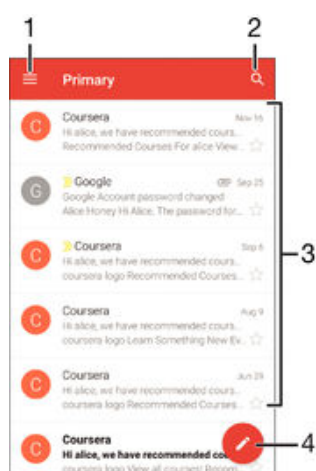 1
2
Primary
C
Coursera
Nov 16
Hi alice, we have recommended cours...
Recommended Courses For alice View...
G
Google
Sep 25
Google Account password changed
Alice Honey Hi Alice, The password for...
C
Coursera
Sep 6
Hi alice, we have recommended cours...
coursera logo Recommended Courses...
3
C
Coursera
Aug 9
Hi alice, we have recommended cours...
coursera logo Learn Something New Ev...
C
Coursera
Jun 29
Hi alice, we have recommended cours...
coursera logo Recommended Courses...
C
Coursera
Hi alice, we have recommended cou
coursera logo View all courses!
4